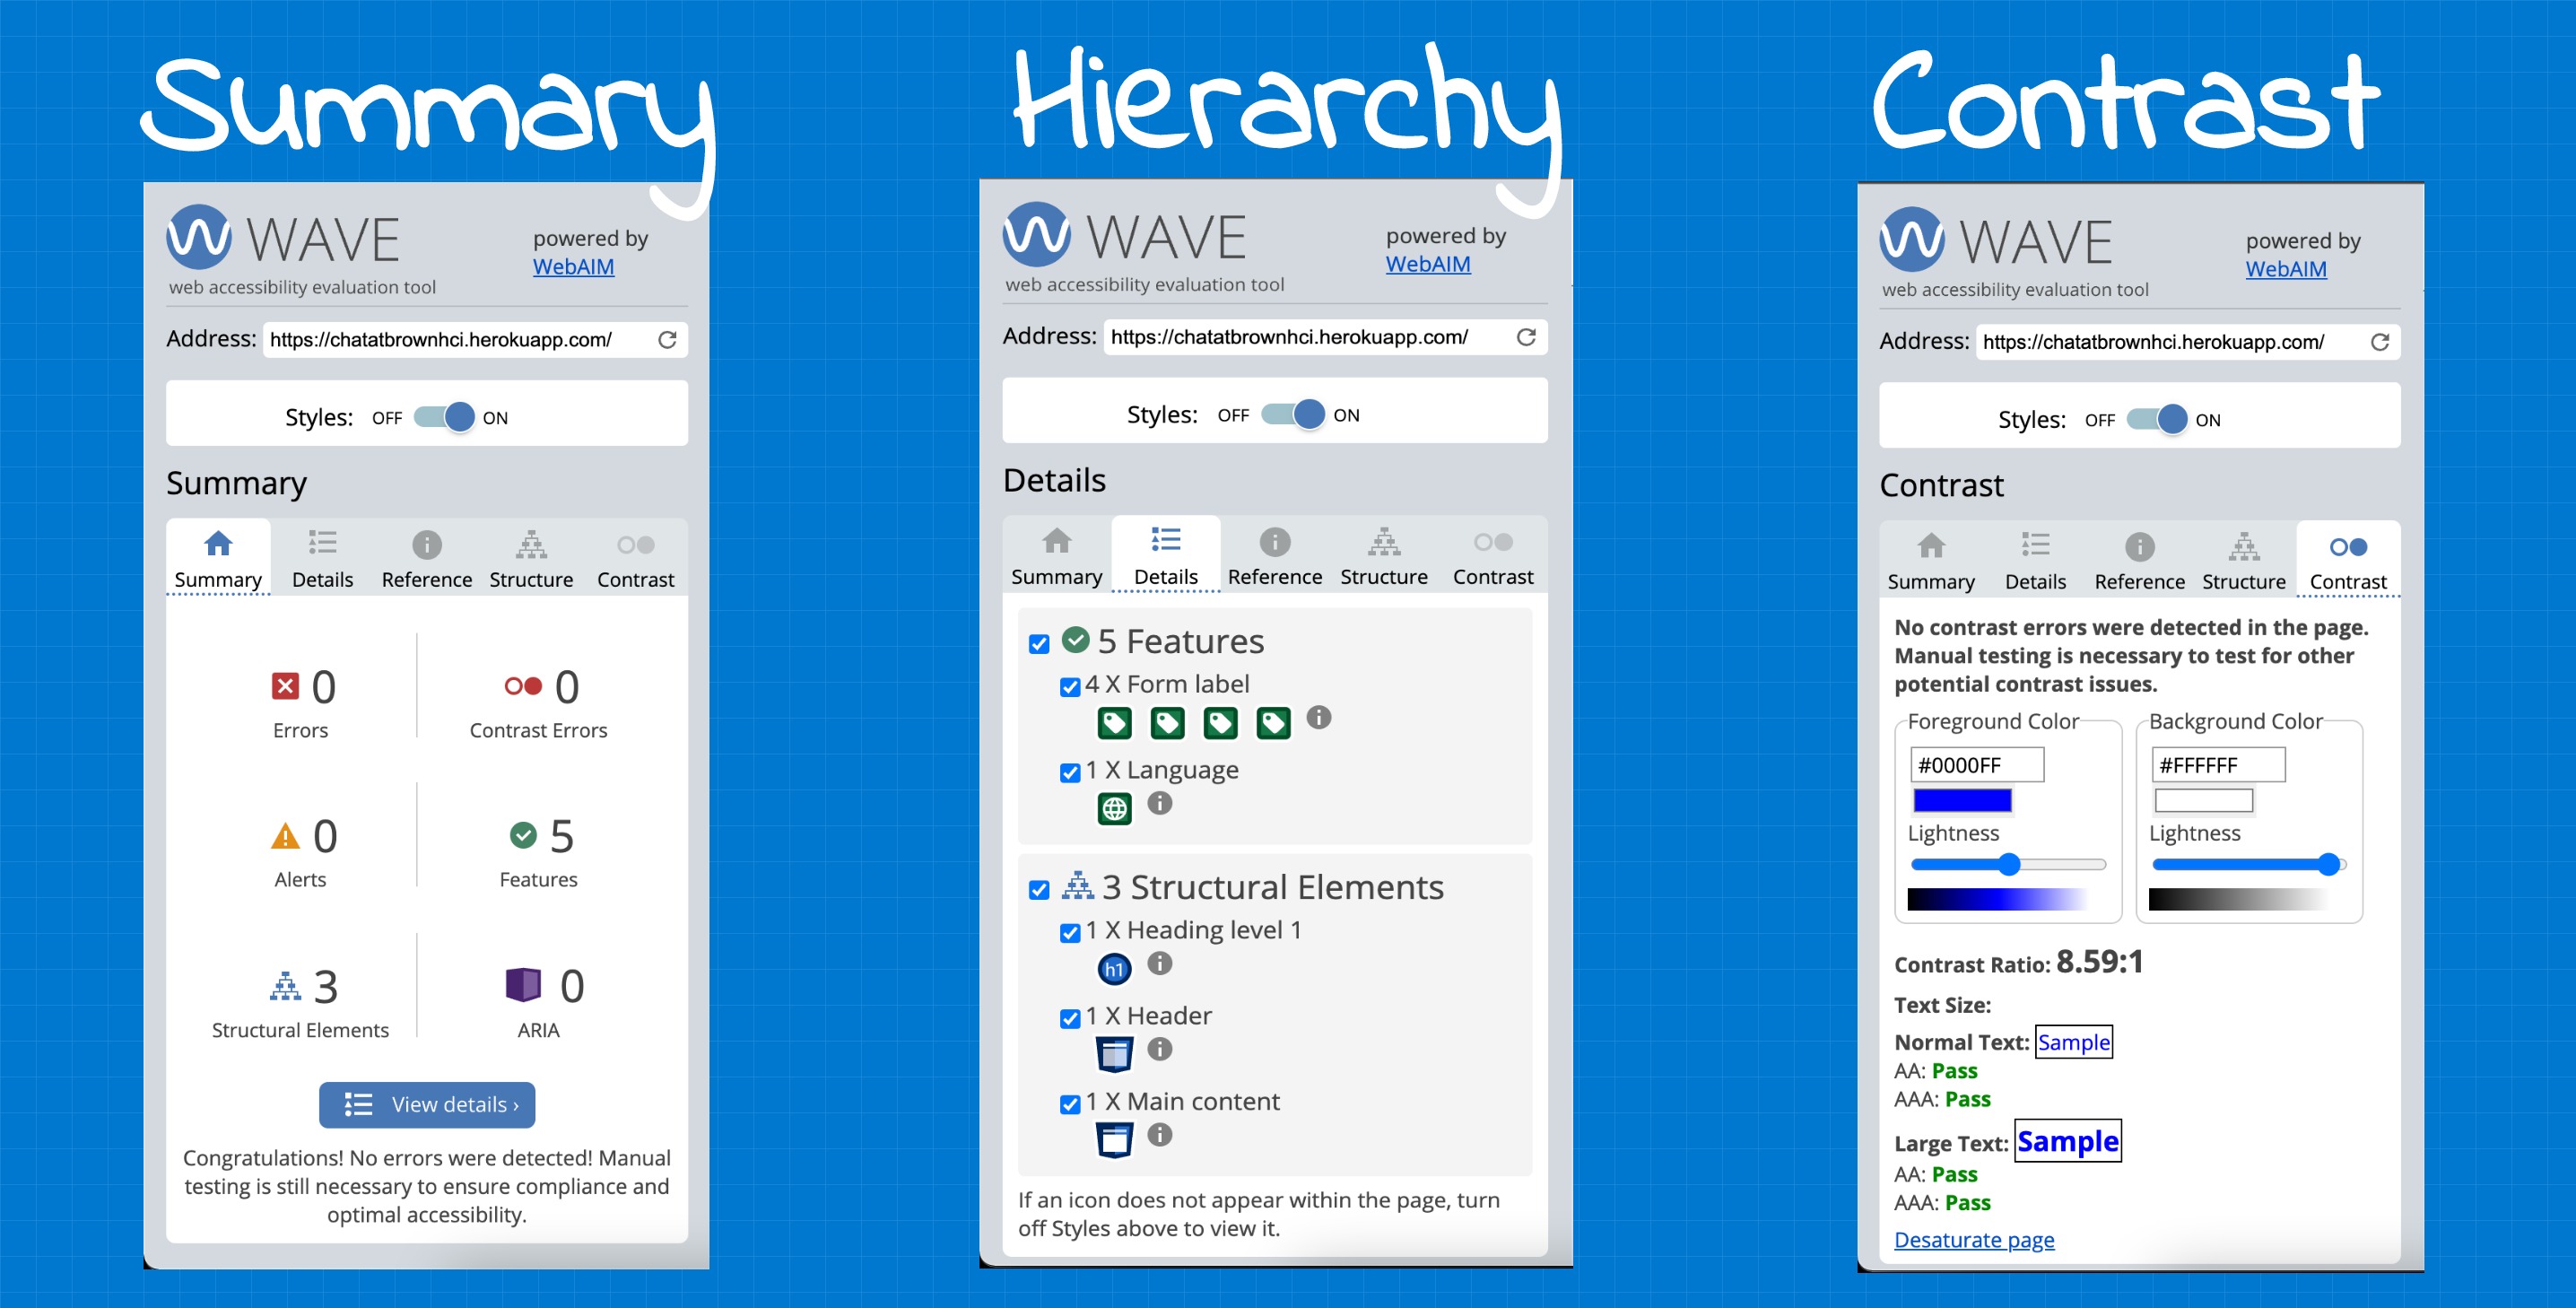 Summary
WAVE
powered by
WebAIM
web accessibility evaluation tool
Address: https://chatatbrownhci.herokuapp.com/
Styles: OFF ON
Summary
Summary Details Reference Structure Contrast
0 0
Errors Contrast Errors
0 5
Alerts Features
3 0
Structural Elements ARIA
View details ›
Congratulations! No errors were detected! Manual
testing is still necessary to ensure compliance and
optimal accessibility.
Hierarchy
WAVE
powered by
WebAIM
web accessibility evaluation tool
Address: https://chatatbrownhci.herokuapp.com/
Styles: OFF ON
Details
Summary Details Reference Structure Contrast
5 Features
4 X Form label
1 X Language
3 Structural Elements
1 X Heading level 1
h1
1 X Header
1 X Main content
If an icon does not appear within the page, turn
off Styles above to view it.
Contrast
WAVE
powered by
WebAIM
web accessibility evaluation tool
Address: https://chatatbrownhci.herokuapp.com/
Styles: OFF ON
Contrast
Summary Details Reference Structure Contrast
No contrast errors were detected in the page.
Manual testing is necessary to test for other
potential contrast issues.
Foreground Color Background Color
#0000FF #FFFFFF
Lightness Lightness
Contrast Ratio: 8.59:1
Text Size:
Normal Text: Sample
AA: Pass
AAA: Pass
Large Text: Sample
AA: Pass
AAA: Pass
Desaturate page